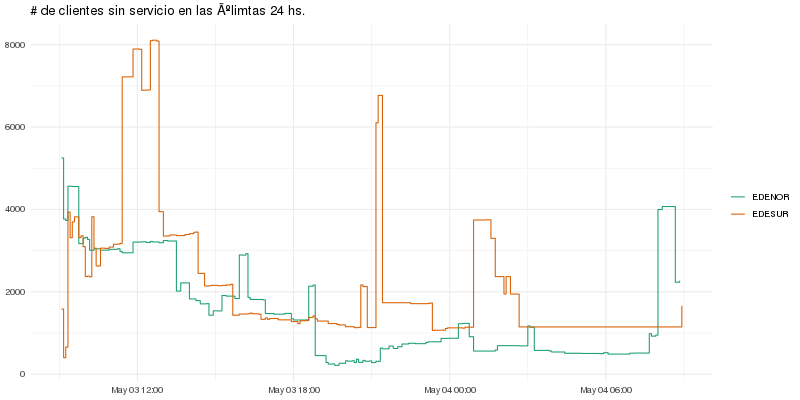 # de clientes sin servicio en las Ãºlimtas 24 hs.
8000
6000
4000
2000
0
May 03 12:00
May 03 18:00
May 04 00:00
May 04 06:00
EDENOR
EDESUR